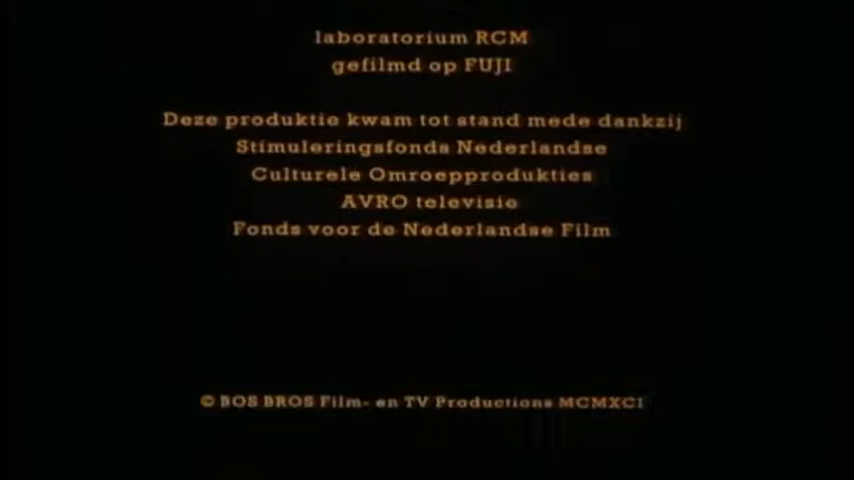 laboratorium RCM
gefilmd op FUJI
Deze produktie kwam tot stand mede dankzij
Stimuleringsfonds Nederlandse
Culturele Omroepprodukties
AVRO televisie
Fonds voor de Nederlandse Film
© BOS BROS Film- en TV Productions MCMXCI